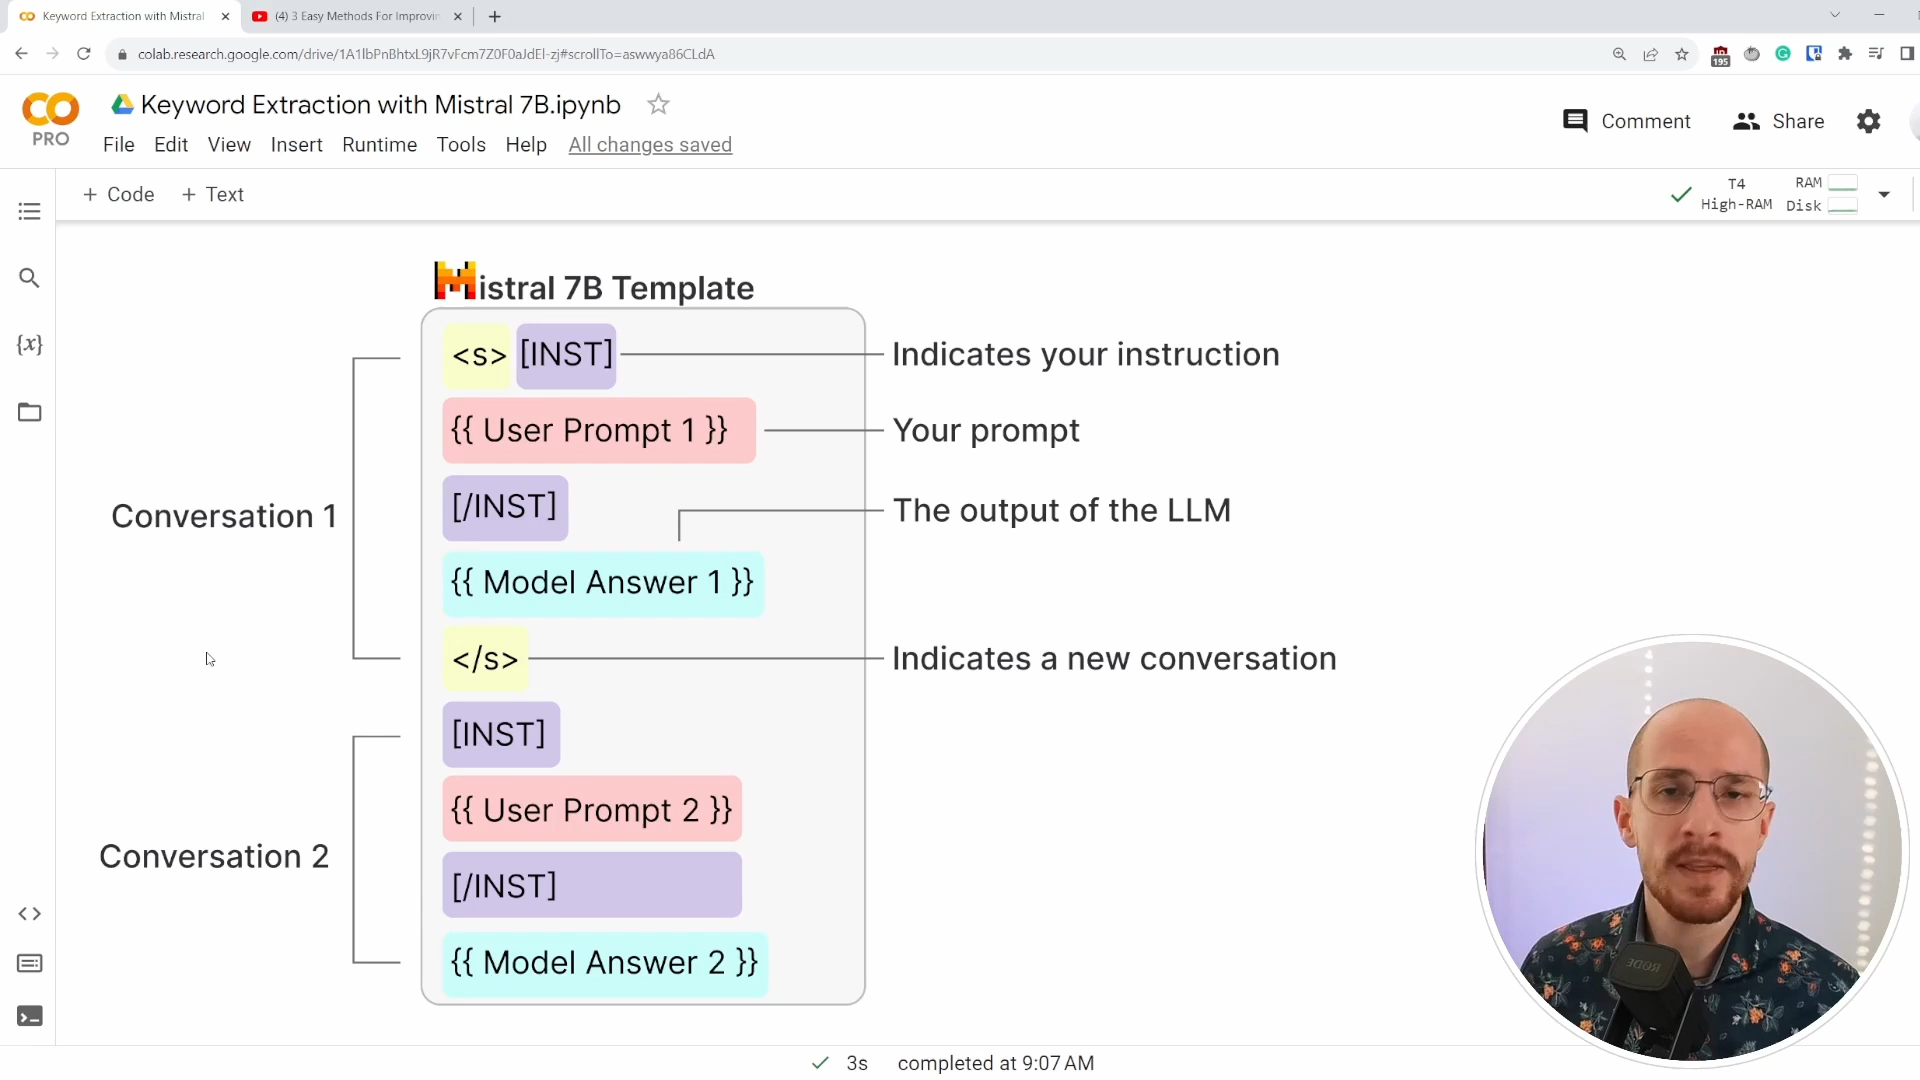 Keyword Extraction with Mistral
(4) 3 Easy Methods For Improvin
colab.research.google.com/drive/1A1lbPnBhtxL9jR7vFcm7Z0F0aJdEl-zj#scrollTo=aswwya86CLdA
195
PRO
Keyword Extraction with Mistral 7B.ipynb
Comment
Share
File Edit View Insert Runtime Tools Help All changes saved
+ Code + Text
T4
High-RAM
RAM
Disk
{x}
Mistral 7B Template
<s> [INST]
Indicates your instruction
{{ User Prompt 1 }}
Your prompt
[/INST]
The output of the LLM
Conversation 1
{{ Model Answer 1 }}
</s>
Indicates a new conversation
[INST]
{{ User Prompt 2 }}
Conversation 2
[/INST]
{{ Model Answer 2 }}
RODE
3s completed at 9:07 AM